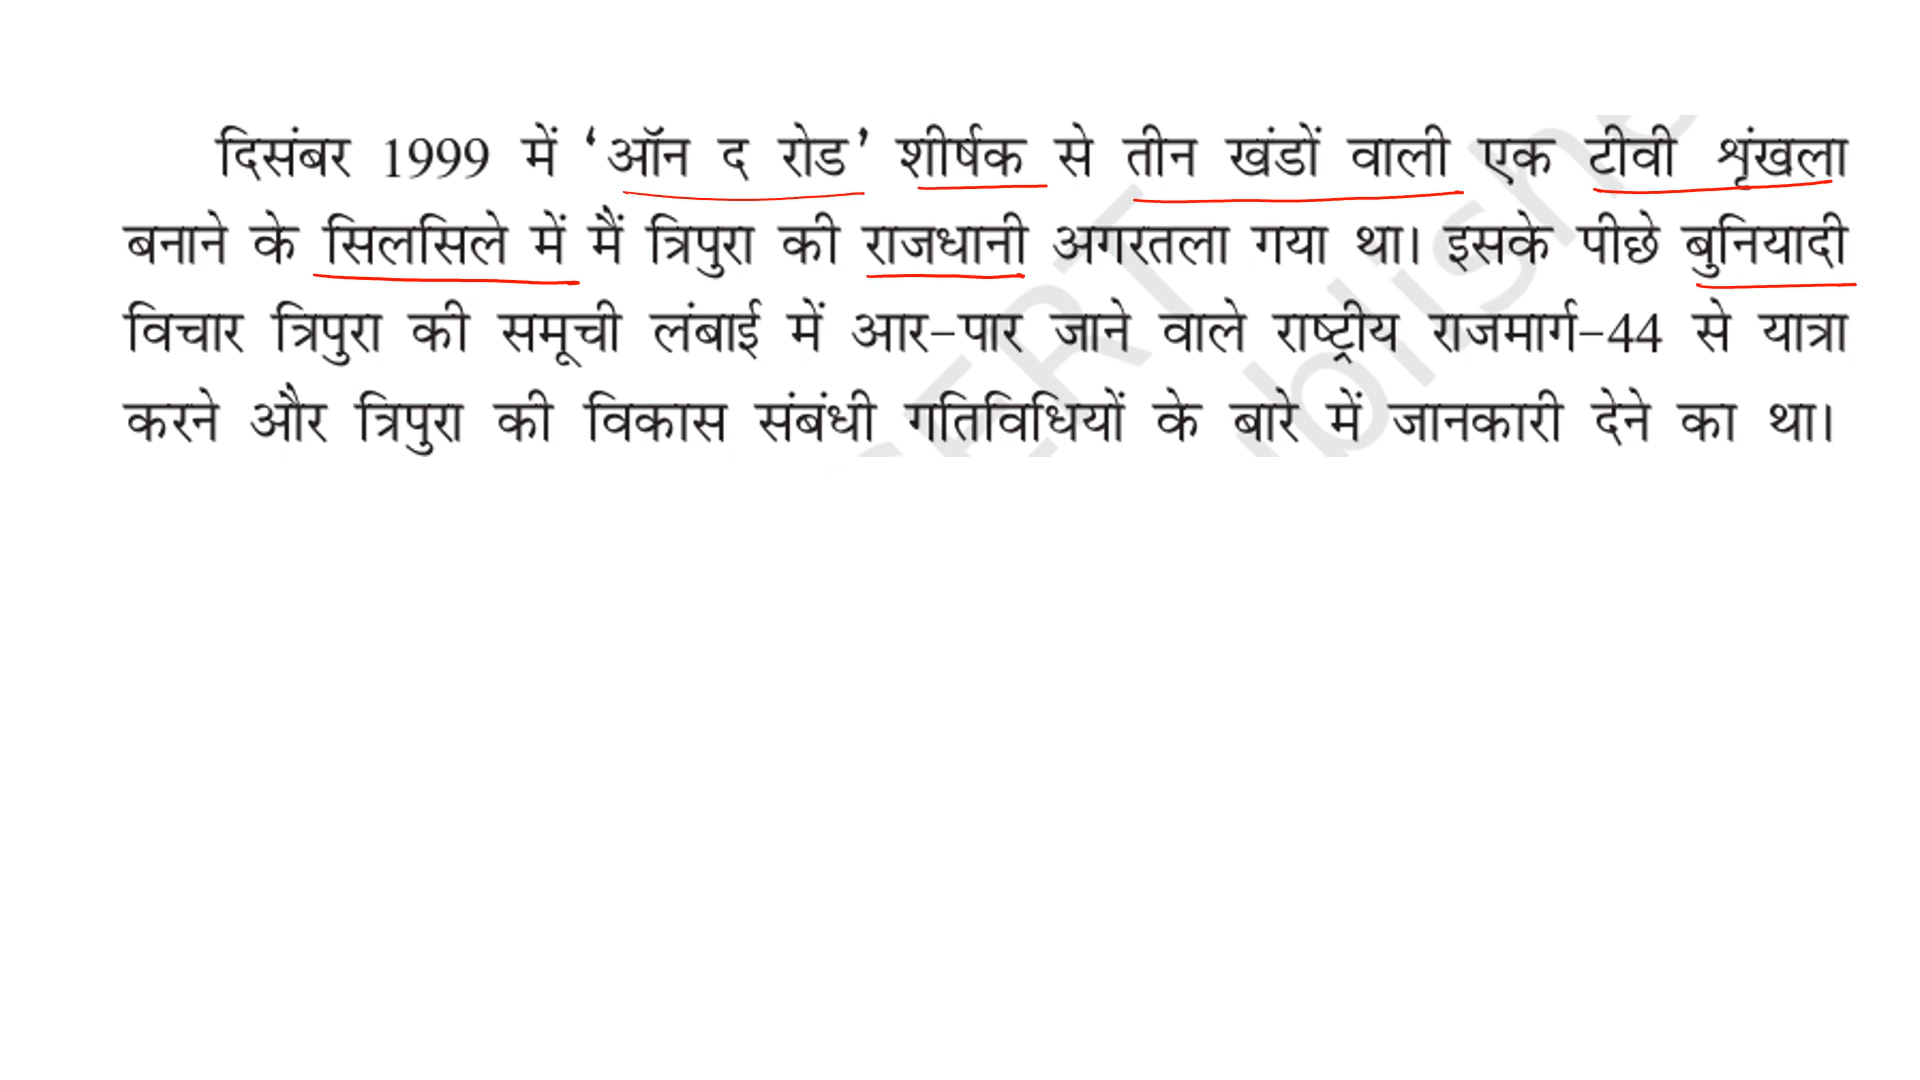 दिसंबर 1999 में ‘ऑन द रोड’ शीर्षक से तीन खंडों वाली एक टीवी शृंखला
बनाने के सिलसिले में मैं त्रिपुरा की राजधानी अगरतला गया था। इसके पीछे बुनियादी
विचार त्रिपुरा की समूची लंबाई में आर-पार जाने वाले राष्ट्रीय राजमार्ग-44 से यात्रा
करने और त्रिपुरा की विकास संबंधी गतिविधियों के बारे में जानकारी देने का था।